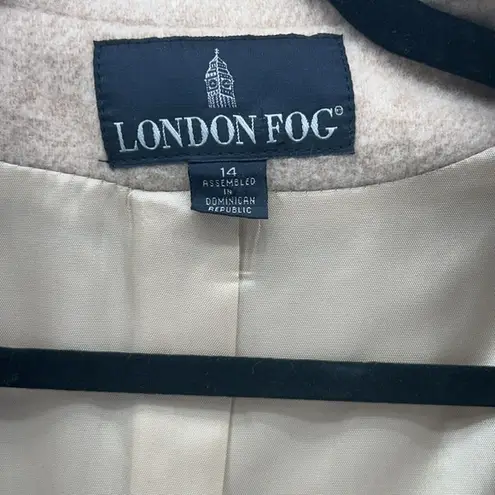 LONDON FOG®
14
ASSEMBLED
IN
DOMINICAN
REPUBLIC